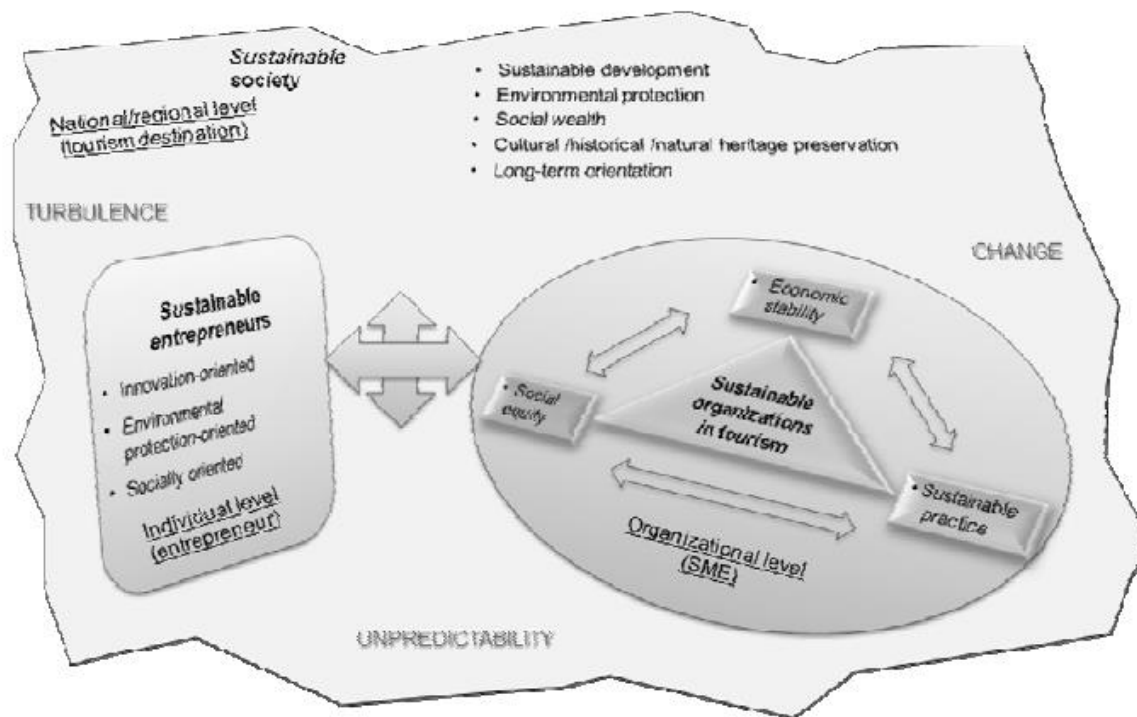 Sustainable
society
National/regional level
(tourism destination)
• Sustainable development
• Environmental protection
• Social wealth
• Cultural /historical /natural heritage preservation
• Long-term orientation
TURBULENCE
CHANGE
Sustainable
entrepreneurs
• Innovation-oriented
• Environmental
protection-oriented
• Socially oriented
Individual level
(entrepreneur)
• Economic
stability
• Social
equity
Sustainable
organizations
in tourism
• Sustainable
practice
Organizational level
(SME)
UNPREDICTABILITY